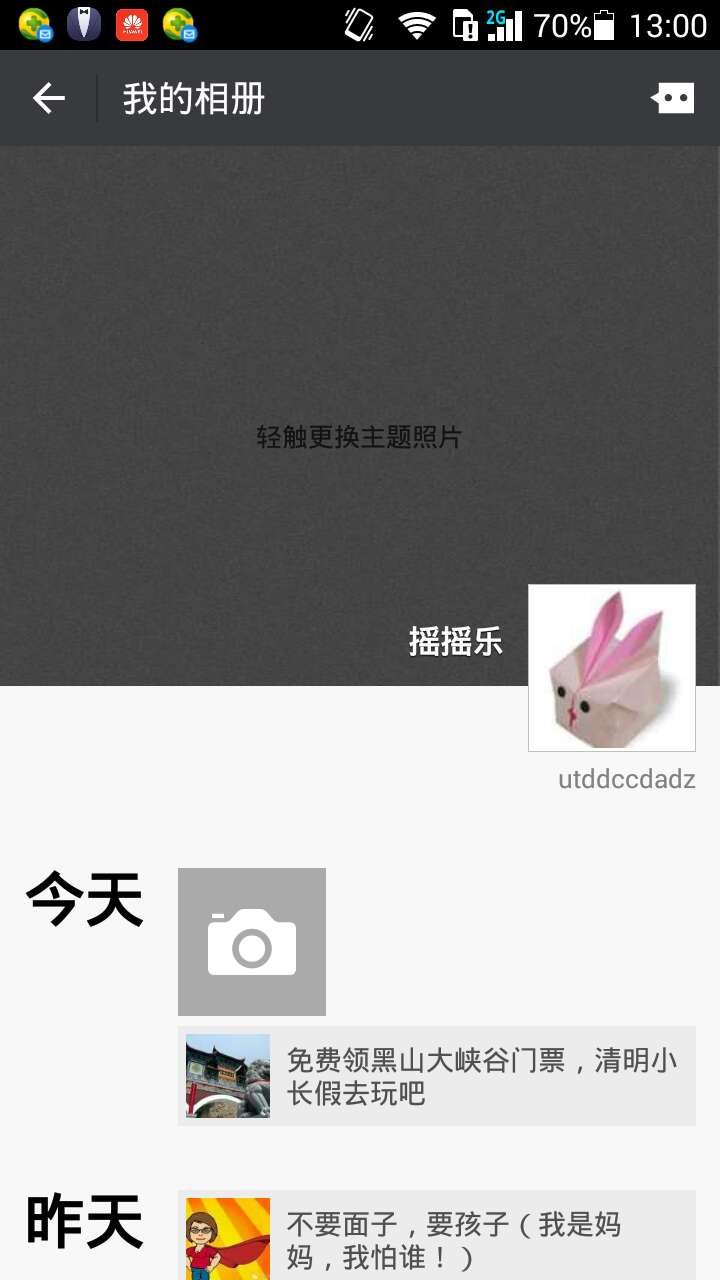 2G 70% 13:00
我的相册
轻触更换主题照片
摇摇乐
utddccdadz
今天
免费领黑山大峡谷门票，清明小
长假去玩吧
昨天
不要面子，要孩子（我是妈
妈，我怕谁！）